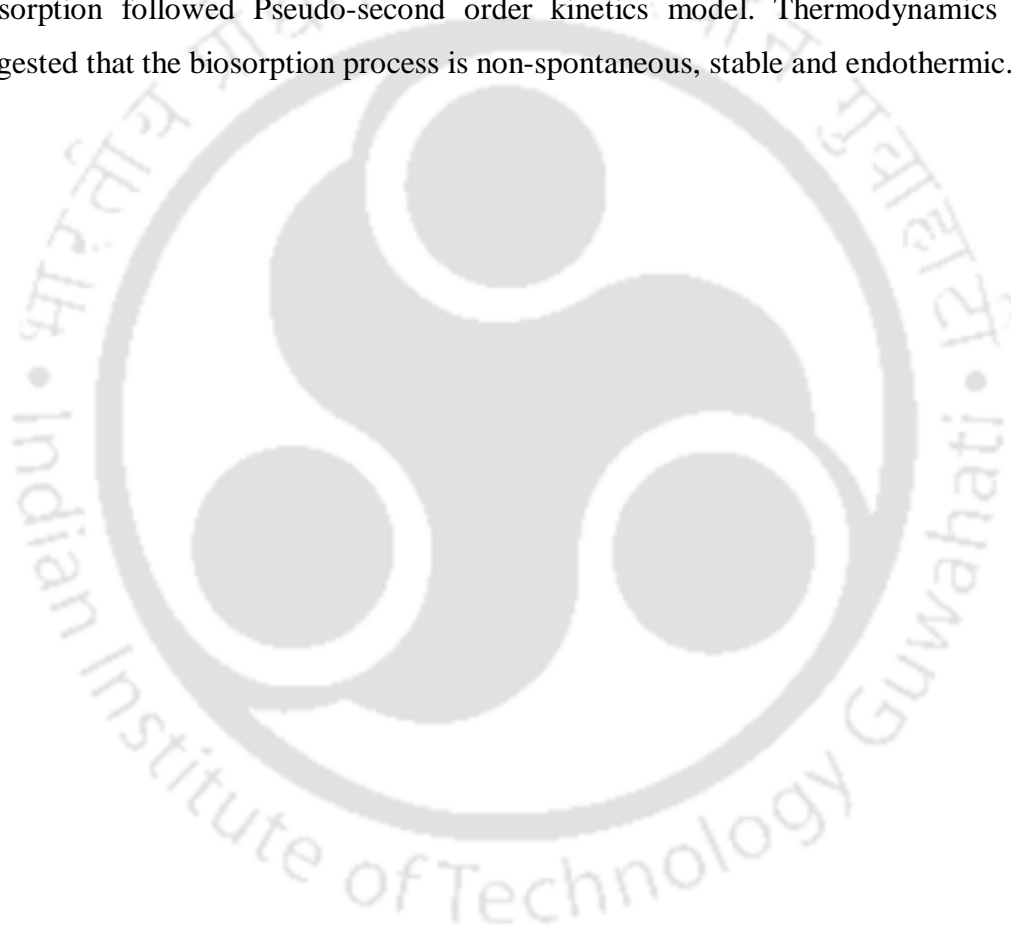 sorption followed Pseudo-second order kinetics model. Thermodynamics
gested that the biosorption process is non-spontaneous, stable and endothermic.
• Indian Institute of Technology Guwahati •